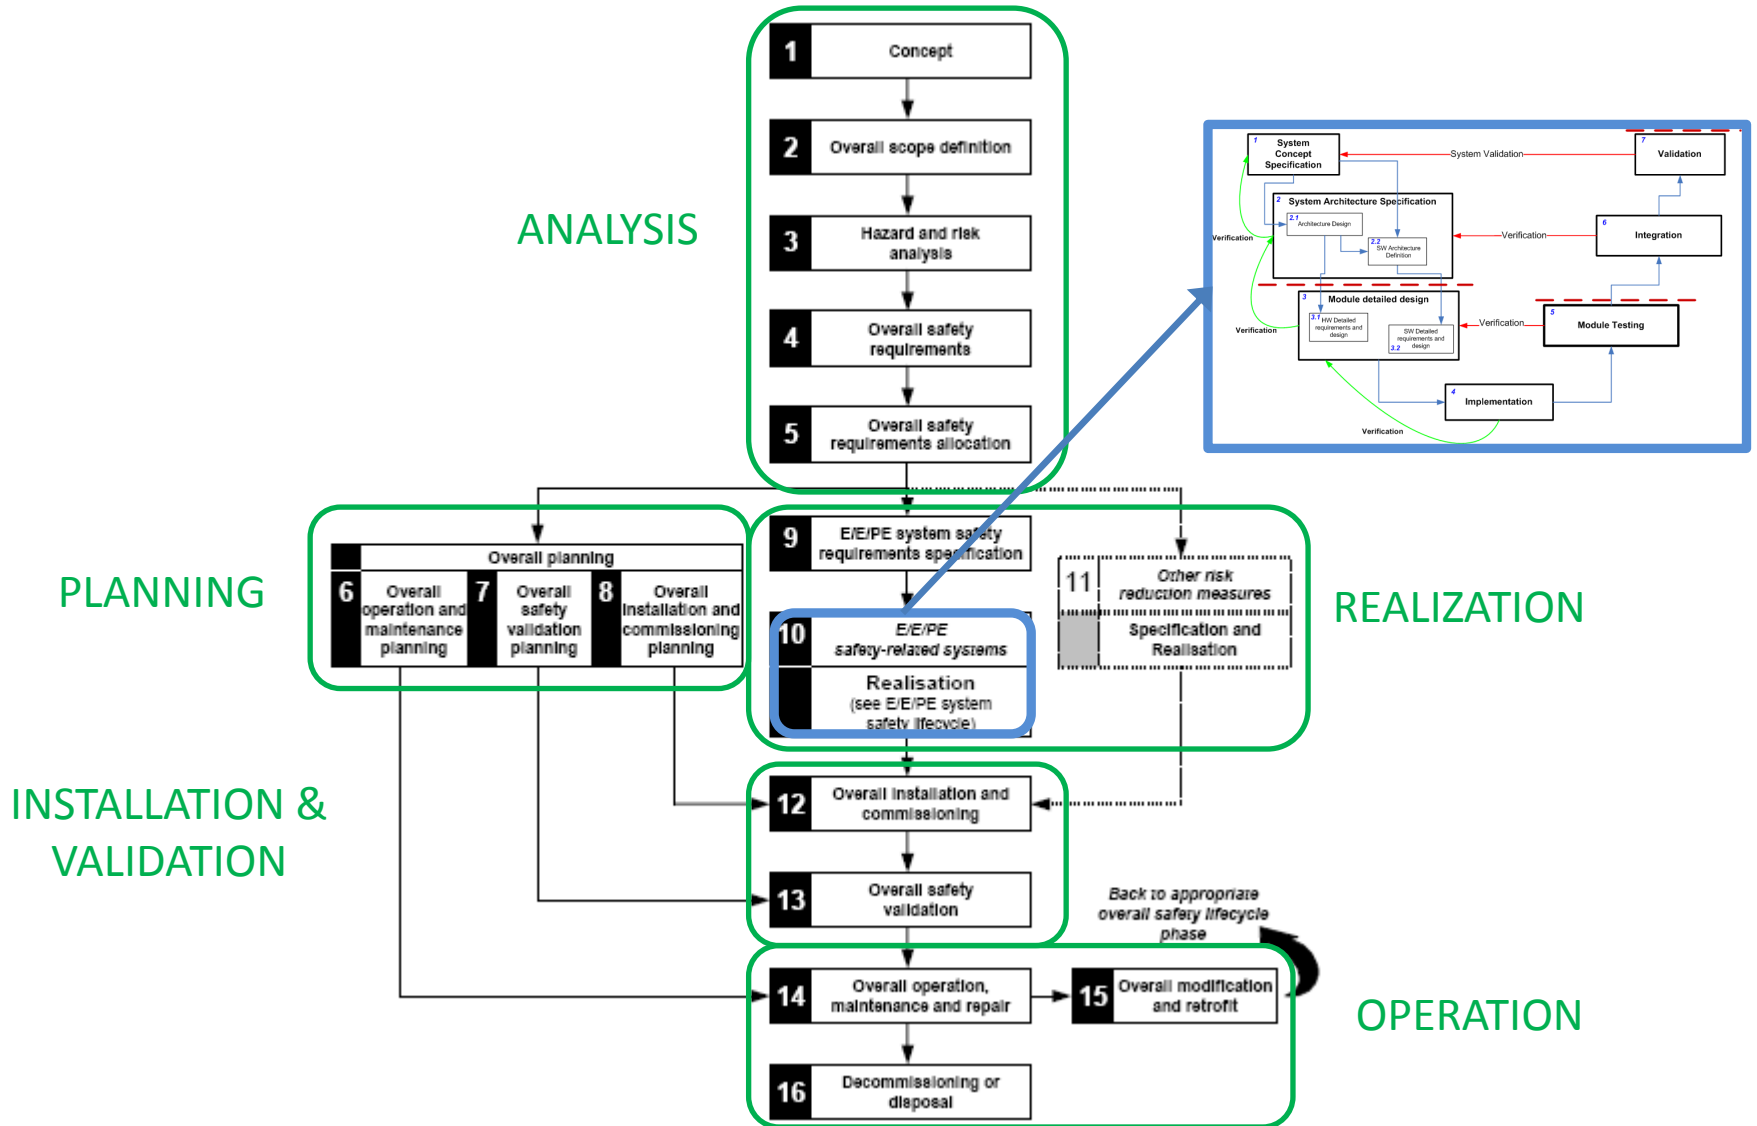 1
Concept
2
Overall scope definition
ANALYSIS
3
Hazard and risk
analysis
4
Overall safety
requirements
5
Overall safety
requirements allocation
1
System
Concept
Specification
System Validation
7
Validation
2
System Architecture Specification
2.1
Architecture Design
2.2
SW Architecture
Definition
Verification
Verification
6
Integration
3
Module detailed design
3.1
HW Detailed
requirements and
design
SW Detailed
requirements and
design
3.2
Verification
Verification
5
Module Testing
4
Implementation
Verification
PLANNING
Overall planning
6
Overall
operation and
maintenance
planning
7
Overall
safety
validation
planning
8
Overall
installation and
commissioning
planning
9
E/E/PE system safety
requirements specification
10
E/E/PE
safety-related systems
Realisation
(see E/E/PE system
safety lifecycle)
11
Other risk
reduction measures
Specification and
Realisation
REALIZATION
INSTALLATION &
VALIDATION
12
Overall installation and
commissioning
13
Overall safety
validation
Back to appropriate
overall safety lifecycle
phase
14
Overall operation,
maintenance and repair
15
Overall modification
and retrofit
OPERATION
16
Decommissioning or
disposal